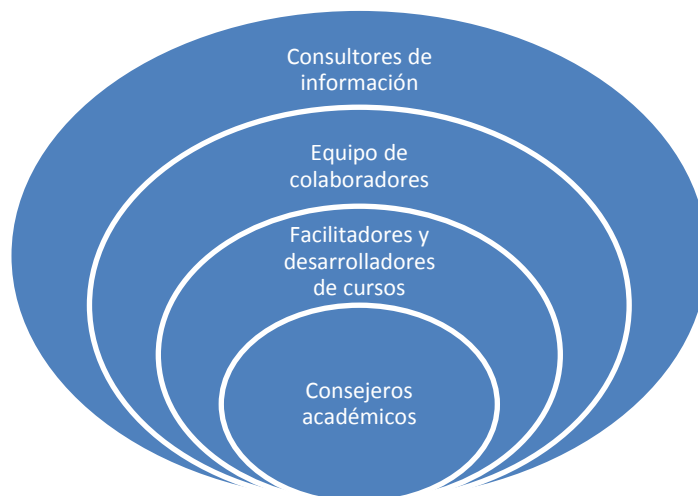 Consultores de
información
Equipo de
colaboradores
Facilitadores y
desarrolladores
de cursos
Consejeros
académicos